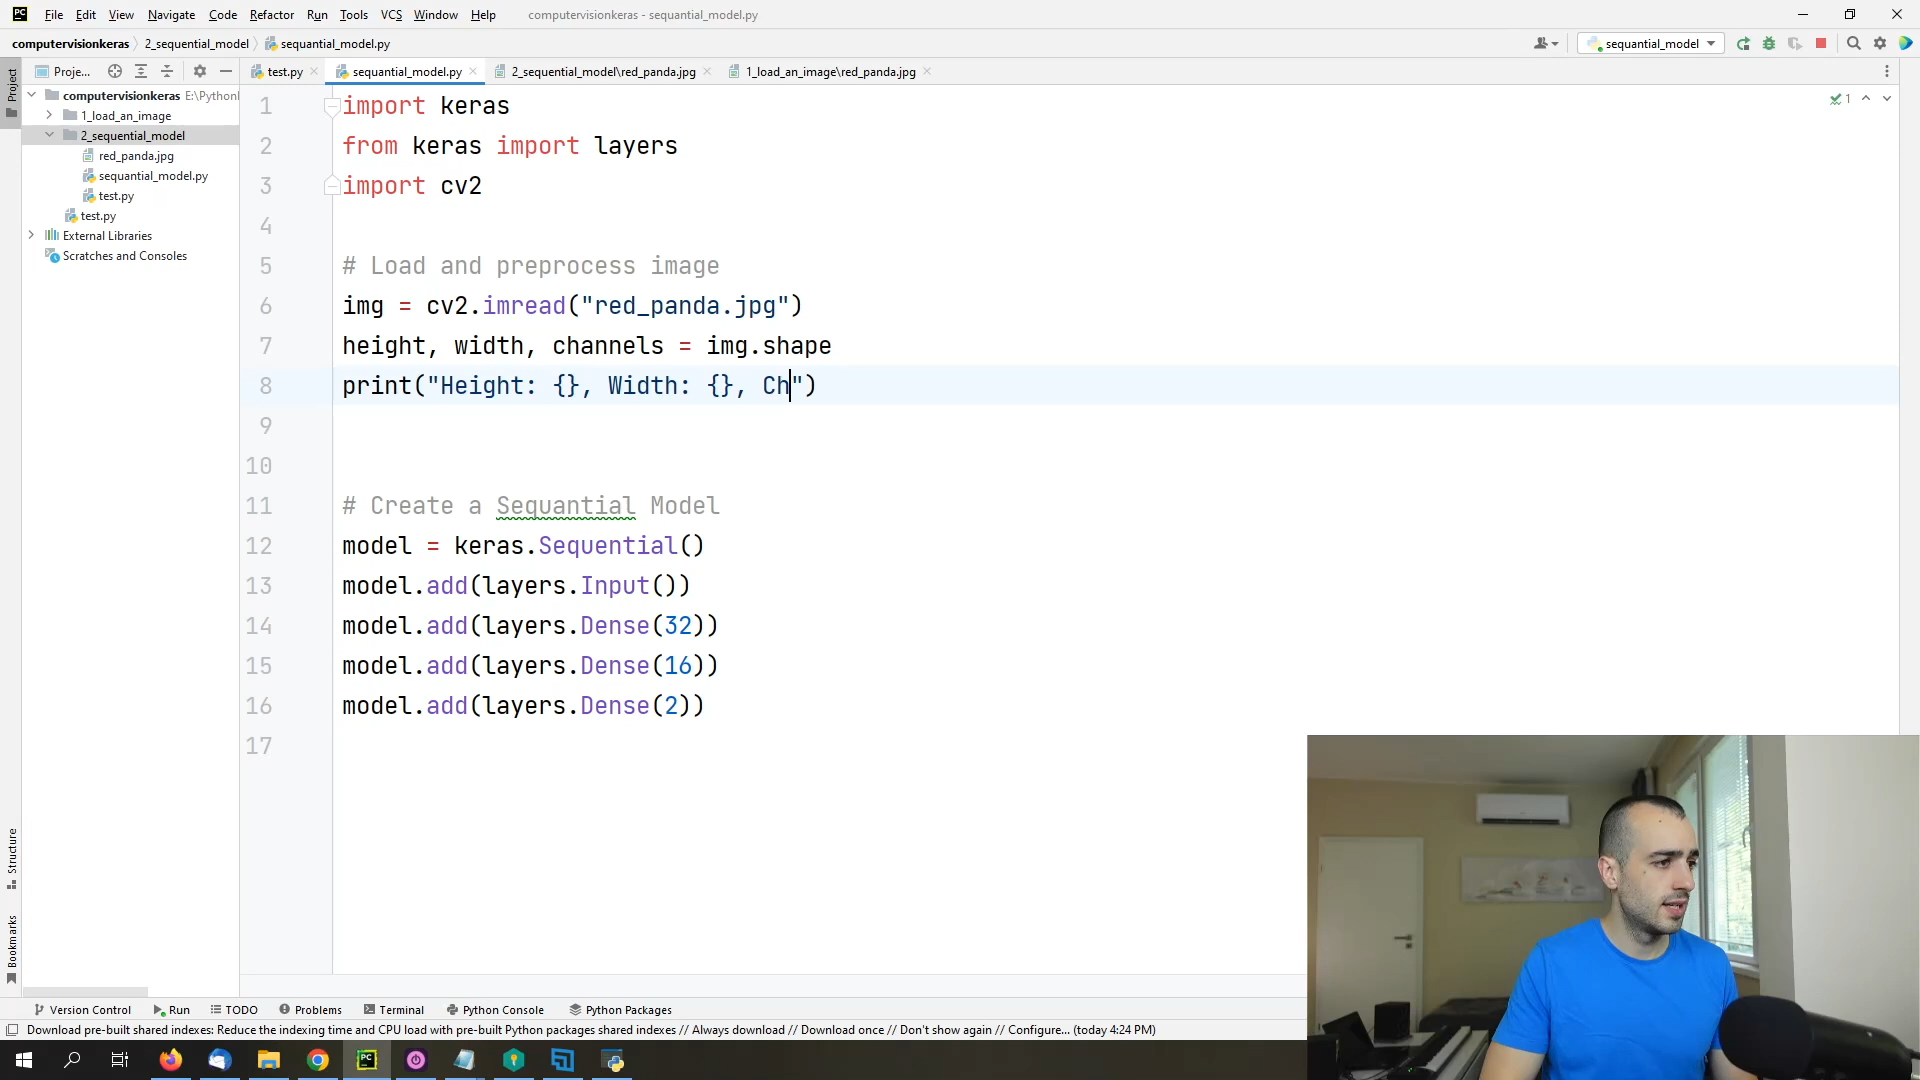 PC File Edit View Navigate Code Refactor Run Tools VCS Window Help computervisionkeras - sequantial_model.py
computervisionkeras 2_sequential_model sequantial_model.py sequantial_model
Project Proje... test.py sequantial_model.py 2_sequential_model\red_panda.jpg 1_load_an_image\red_panda.jpg
computervisionkeras E:\Python
1_load_an_image
2_sequential_model
red_panda.jpg
sequantial_model.py
test.py
test.py
External Libraries
Scratches and Consoles
1 import keras
2 from keras import layers
3 import cv2
4
5 # Load and preprocess image
6 img = cv2.imread("red_panda.jpg")
7 height, width, channels = img.shape
8 print("Height: {}, Width: {}, Ch")
9
10
11 # Create a Sequantial Model
12 model = keras.Sequential()
13 model.add(layers.Input())
14 model.add(layers.Dense(32))
15 model.add(layers.Dense(16))
16 model.add(layers.Dense(2))
17
1
Structure
Bookmarks
Version Control Run TODO Problems Terminal Python Console Python Packages
Download pre-built shared indexes: Reduce the indexing time and CPU load with pre-built Python packages shared indexes // Always download // Download once // Don't show again // Configure... (today 4:24 PM)
PC